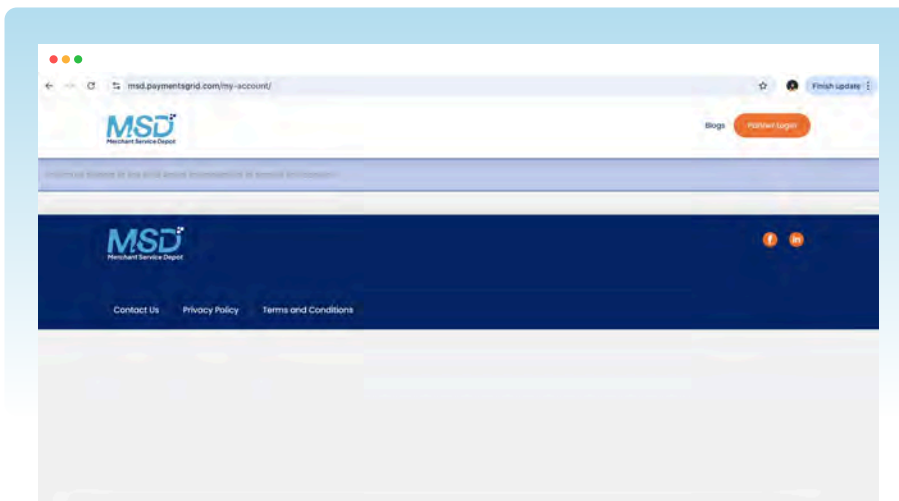 msd.paymentsgrid.com/my-account/
Finish update
MSD
Merchant Service Depot
Blogs
Partner Login
MSD
Merchant Service Depot
Contact Us Privacy Policy Terms and Conditions